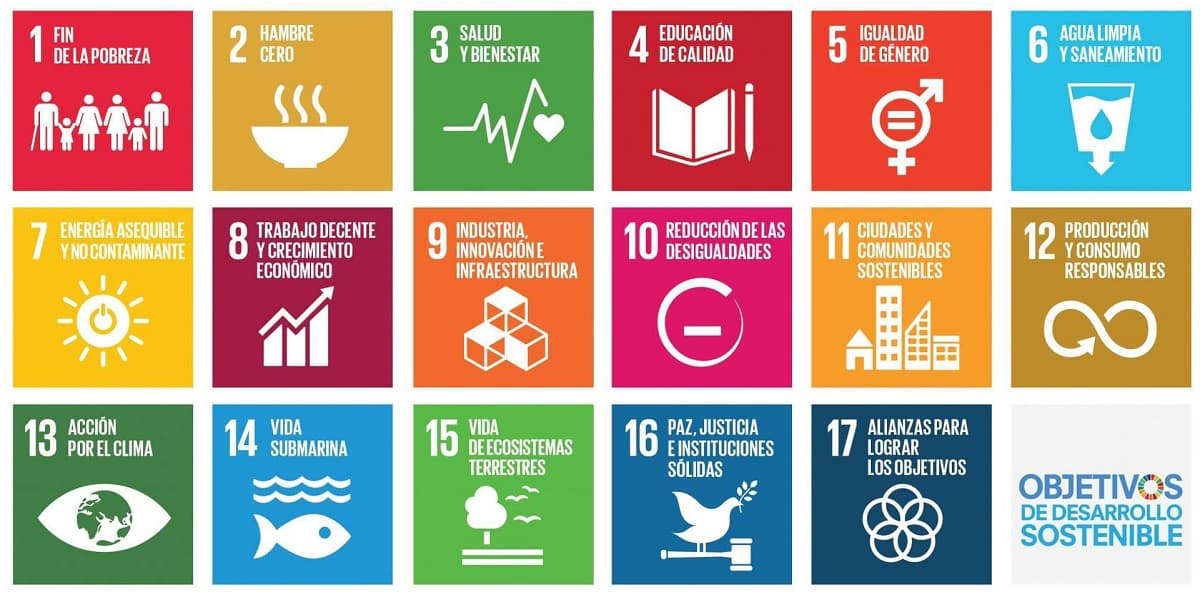 1 FIN
DE LA POBREZA
2 HAMBRE
CERO
3 SALUD
Y BIENESTAR
4 EDUCACIÓN
DE CALIDAD
5 IGUALDAD
DE GÉNERO
6 AGUA LIMPIA
Y SANEAMIENTO
7 ENERGÍA ASEQUIBLE
Y NO CONTAMINANTE
8 TRABAJO DECENTE
Y CRECIMIENTO
ECONÓMICO
9 INDUSTRIA,
INNOVACIÓN E
INFRAESTRUCTURA
10 REDUCCIÓN DE LAS
DESIGUALDADES
11 CIUDADES Y
COMUNIDADES
SOSTENIBLES
12 PRODUCCIÓN
Y CONSUMO
RESPONSABLES
13 ACCIÓN
POR EL CLIMA
14 VIDA
SUBMARINA
15 VIDA
DE ECOSISTEMAS
TERRESTRES
16 PAZ, JUSTICIA
E INSTITUCIONES
SÓLIDAS
17 ALIANZAS PARA
LOGRAR
LOS OBJETIVOS
OBJETIVOS
DE DESARROLLO
SOSTENIBLE